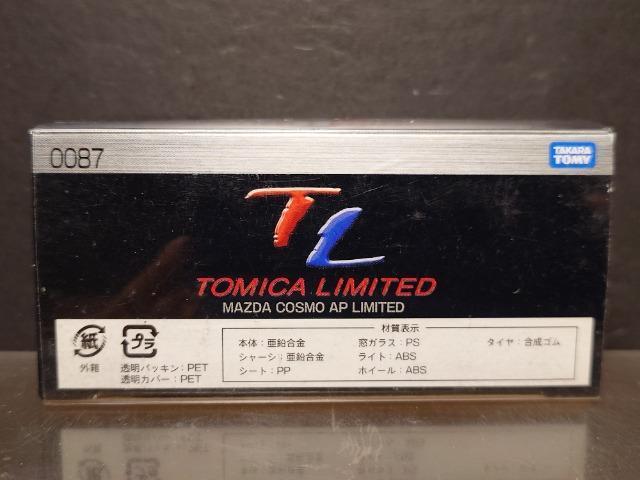 0087
TAKARA
TOMY
TL
TOMICA LIMITED
MAZDA COSMO AP LIMITED
紙
外箱
プラ
透明パッキン:PET
透明カバー:PET
材質表示
本体:亜鉛合金 窓ガラス:PS タイヤ:合成ゴム
シャーシ:亜鉛合金 ライト:ABS
シート:PP ホイール:ABS